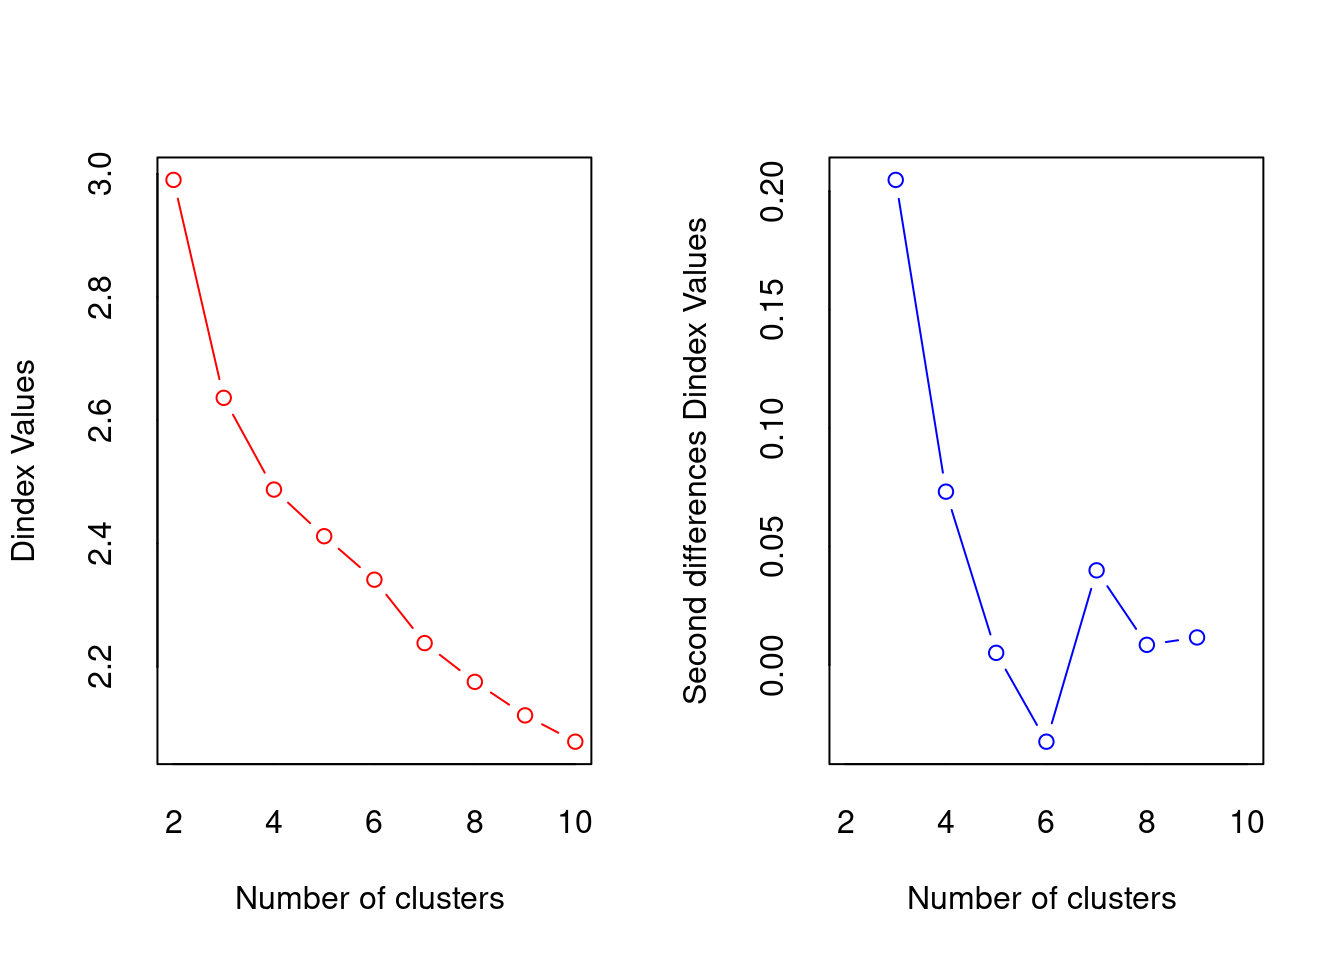 Dindex Values
3.0
2.8
2.6
2.4
2.2
2 4 6 8 10
Number of clusters
Second differences Dindex Values
0.20
0.15
0.10
0.05
0.00
2 4 6 8 10
Number of clusters